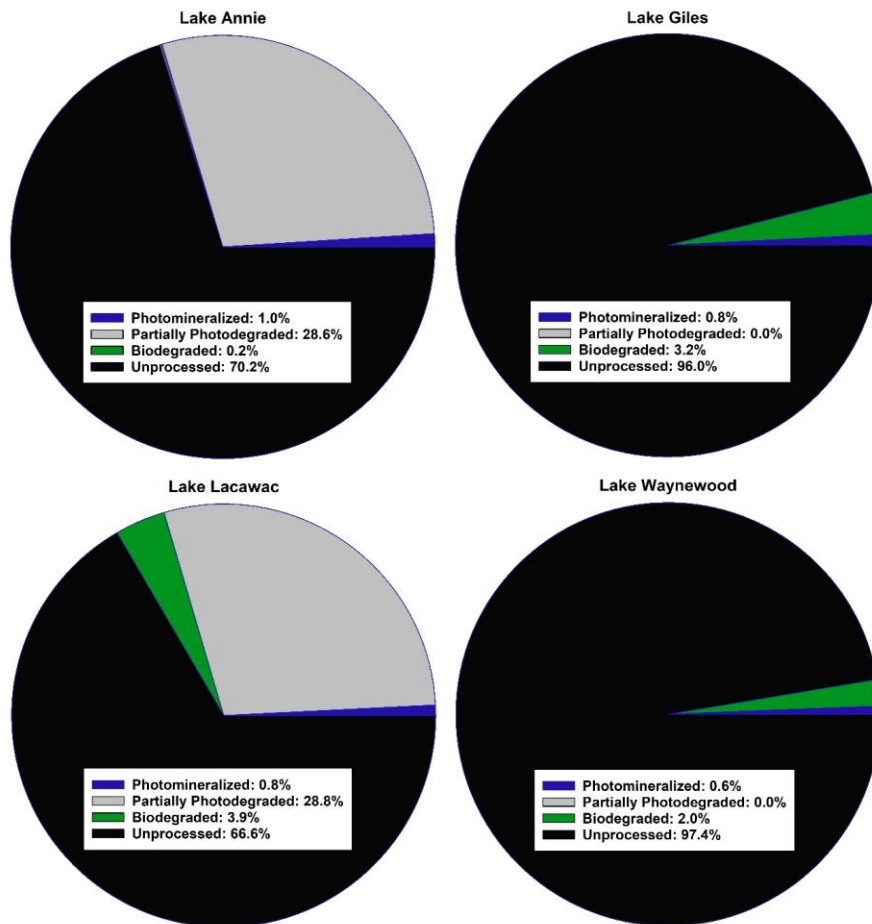 Lake Annie
Photomineralized: 1.0%
Partially Photodegraded: 28.6%
Biodegraded: 0.2%
Unprocessed: 70.2%
Lake Giles
Photomineralized: 0.8%
Partially Photodegraded: 0.0%
Biodegraded: 3.2%
Unprocessed: 96.0%
Lake Lacawac
Photomineralized: 0.8%
Partially Photodegraded: 28.8%
Biodegraded: 3.9%
Unprocessed: 66.6%
Lake Waynewood
Photomineralized: 0.6%
Partially Photodegraded: 0.0%
Biodegraded: 2.0%
Unprocessed: 97.4%